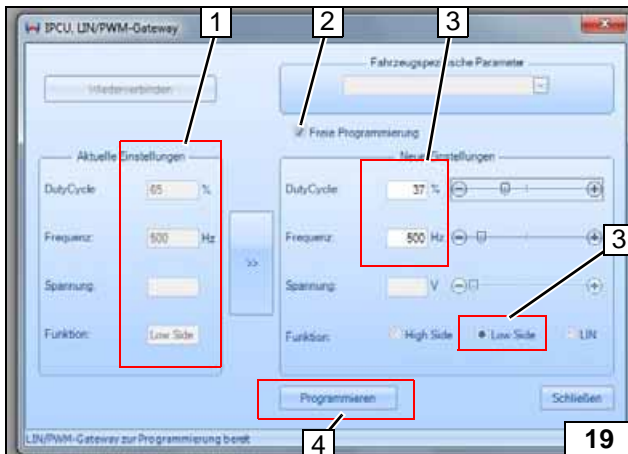 1 2 3
IPCU, LIN/PWM-Gateway
Fahrzeugspezifische Parameter
Wiederverbinden
Freie Programmierung
Aktuelle Einstellungen
Neue Einstellungen
DutyCycle 65 % DutyCycle 37 %
Frequenz: 500 Hz Frequenz: 500 Hz
>>
3
Spannung: Spannung: V
Funktion: Low Side Funktion: High Side Low Side LIN
Programmieren Schließen
LIN/PWM-Gateway zur Programmierung bereit
4
19